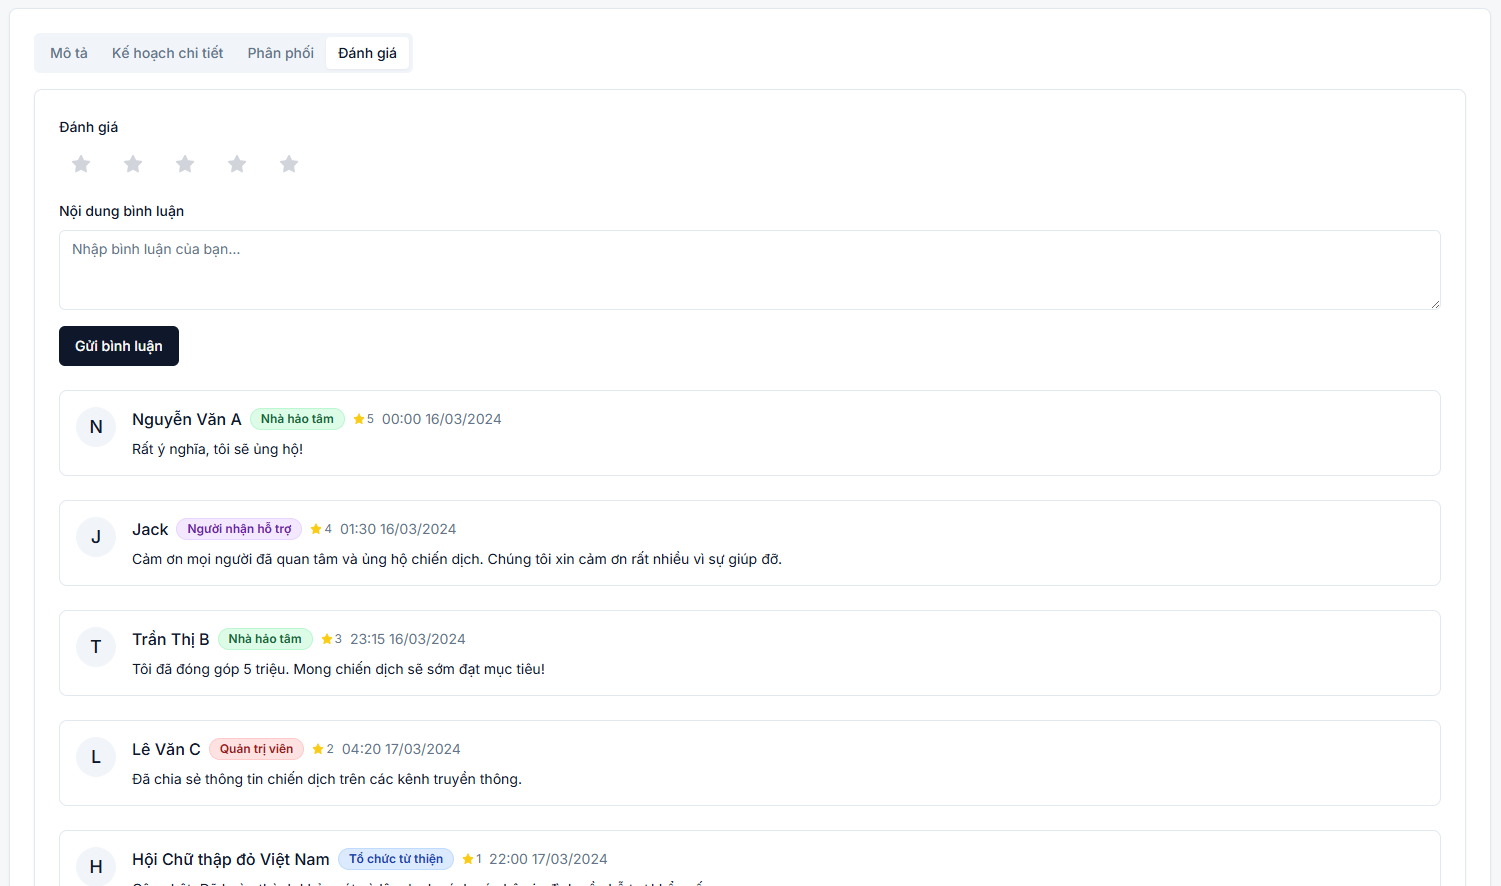 Mô tả Kế hoạch chi tiết Phân phối Đánh giá
Đánh giá
Nội dung bình luận
Nhập bình luận của bạn...
Gửi bình luận
N Nguyễn Văn A Nhà hảo tâm 5 00:00 16/03/2024
Rất ý nghĩa, tôi sẽ ủng hộ!
J Jack Người nhận hỗ trợ 4 01:30 16/03/2024
Cảm ơn mọi người đã quan tâm và ủng hộ chiến dịch. Chúng tôi xin cảm ơn rất nhiều vì sự giúp đỡ.
T Trần Thị B Nhà hảo tâm 3 23:15 16/03/2024
Tôi đã đóng góp 5 triệu. Mong chiến dịch sẽ sớm đạt mục tiêu!
L Lê Văn C Quản trị viên 2 04:20 17/03/2024
Đã chia sẻ thông tin chiến dịch trên các kênh truyền thông.
H Hội Chữ thập đỏ Việt Nam Tổ chức từ thiện 1 22:00 17/03/2024